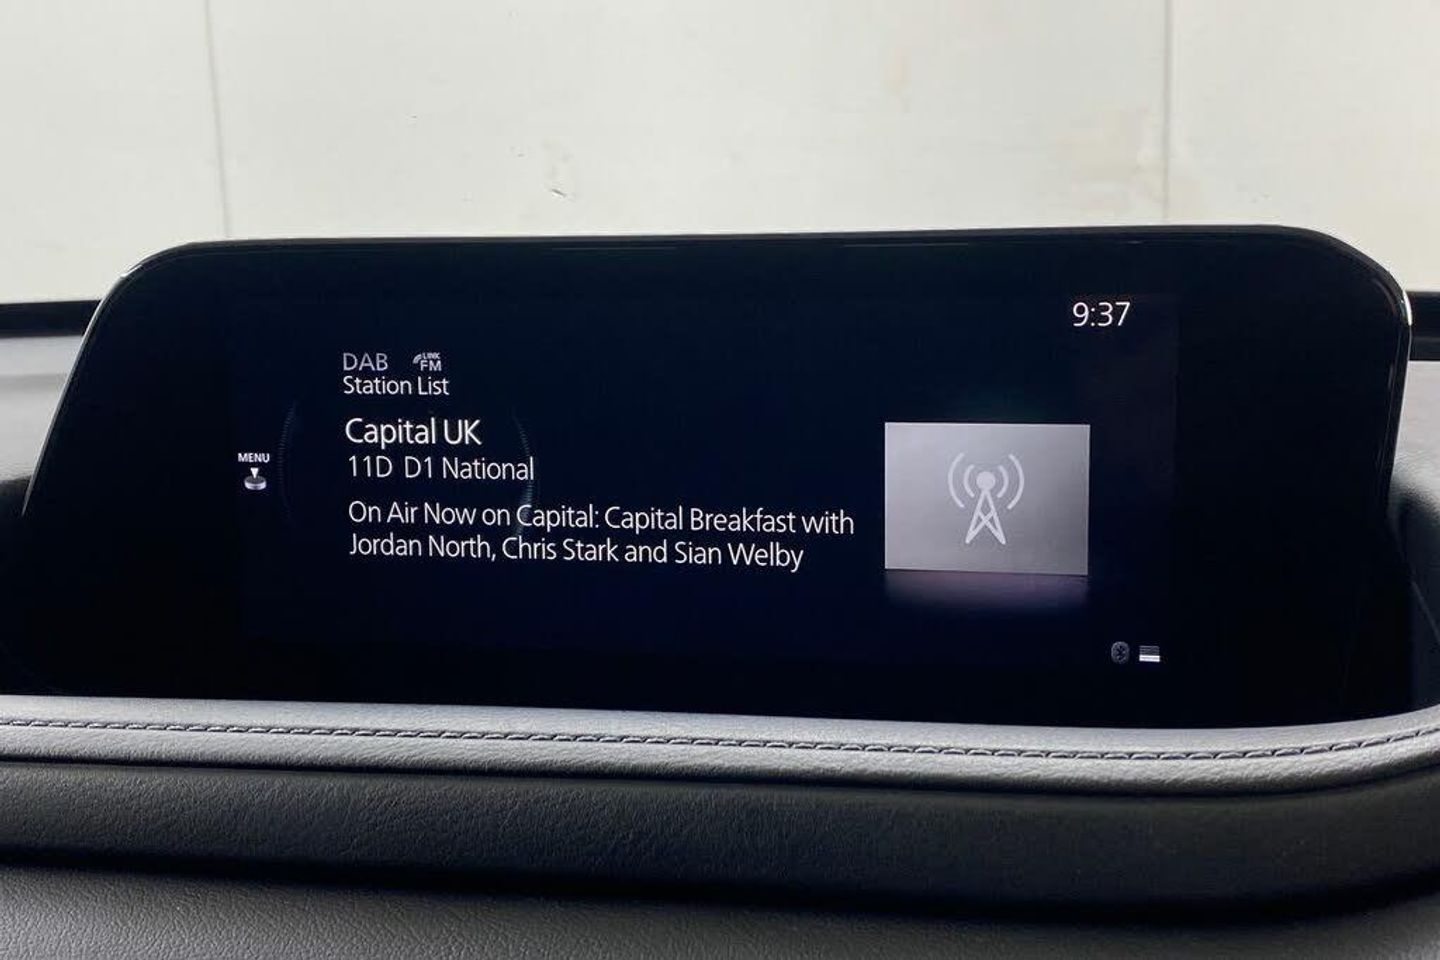 9:37
DAB LINK FM
Station List
Capital UK
MENU
11D D1 National
On Air Now on Capital: Capital Breakfast with
Jordan North, Chris Stark and Sian Welby